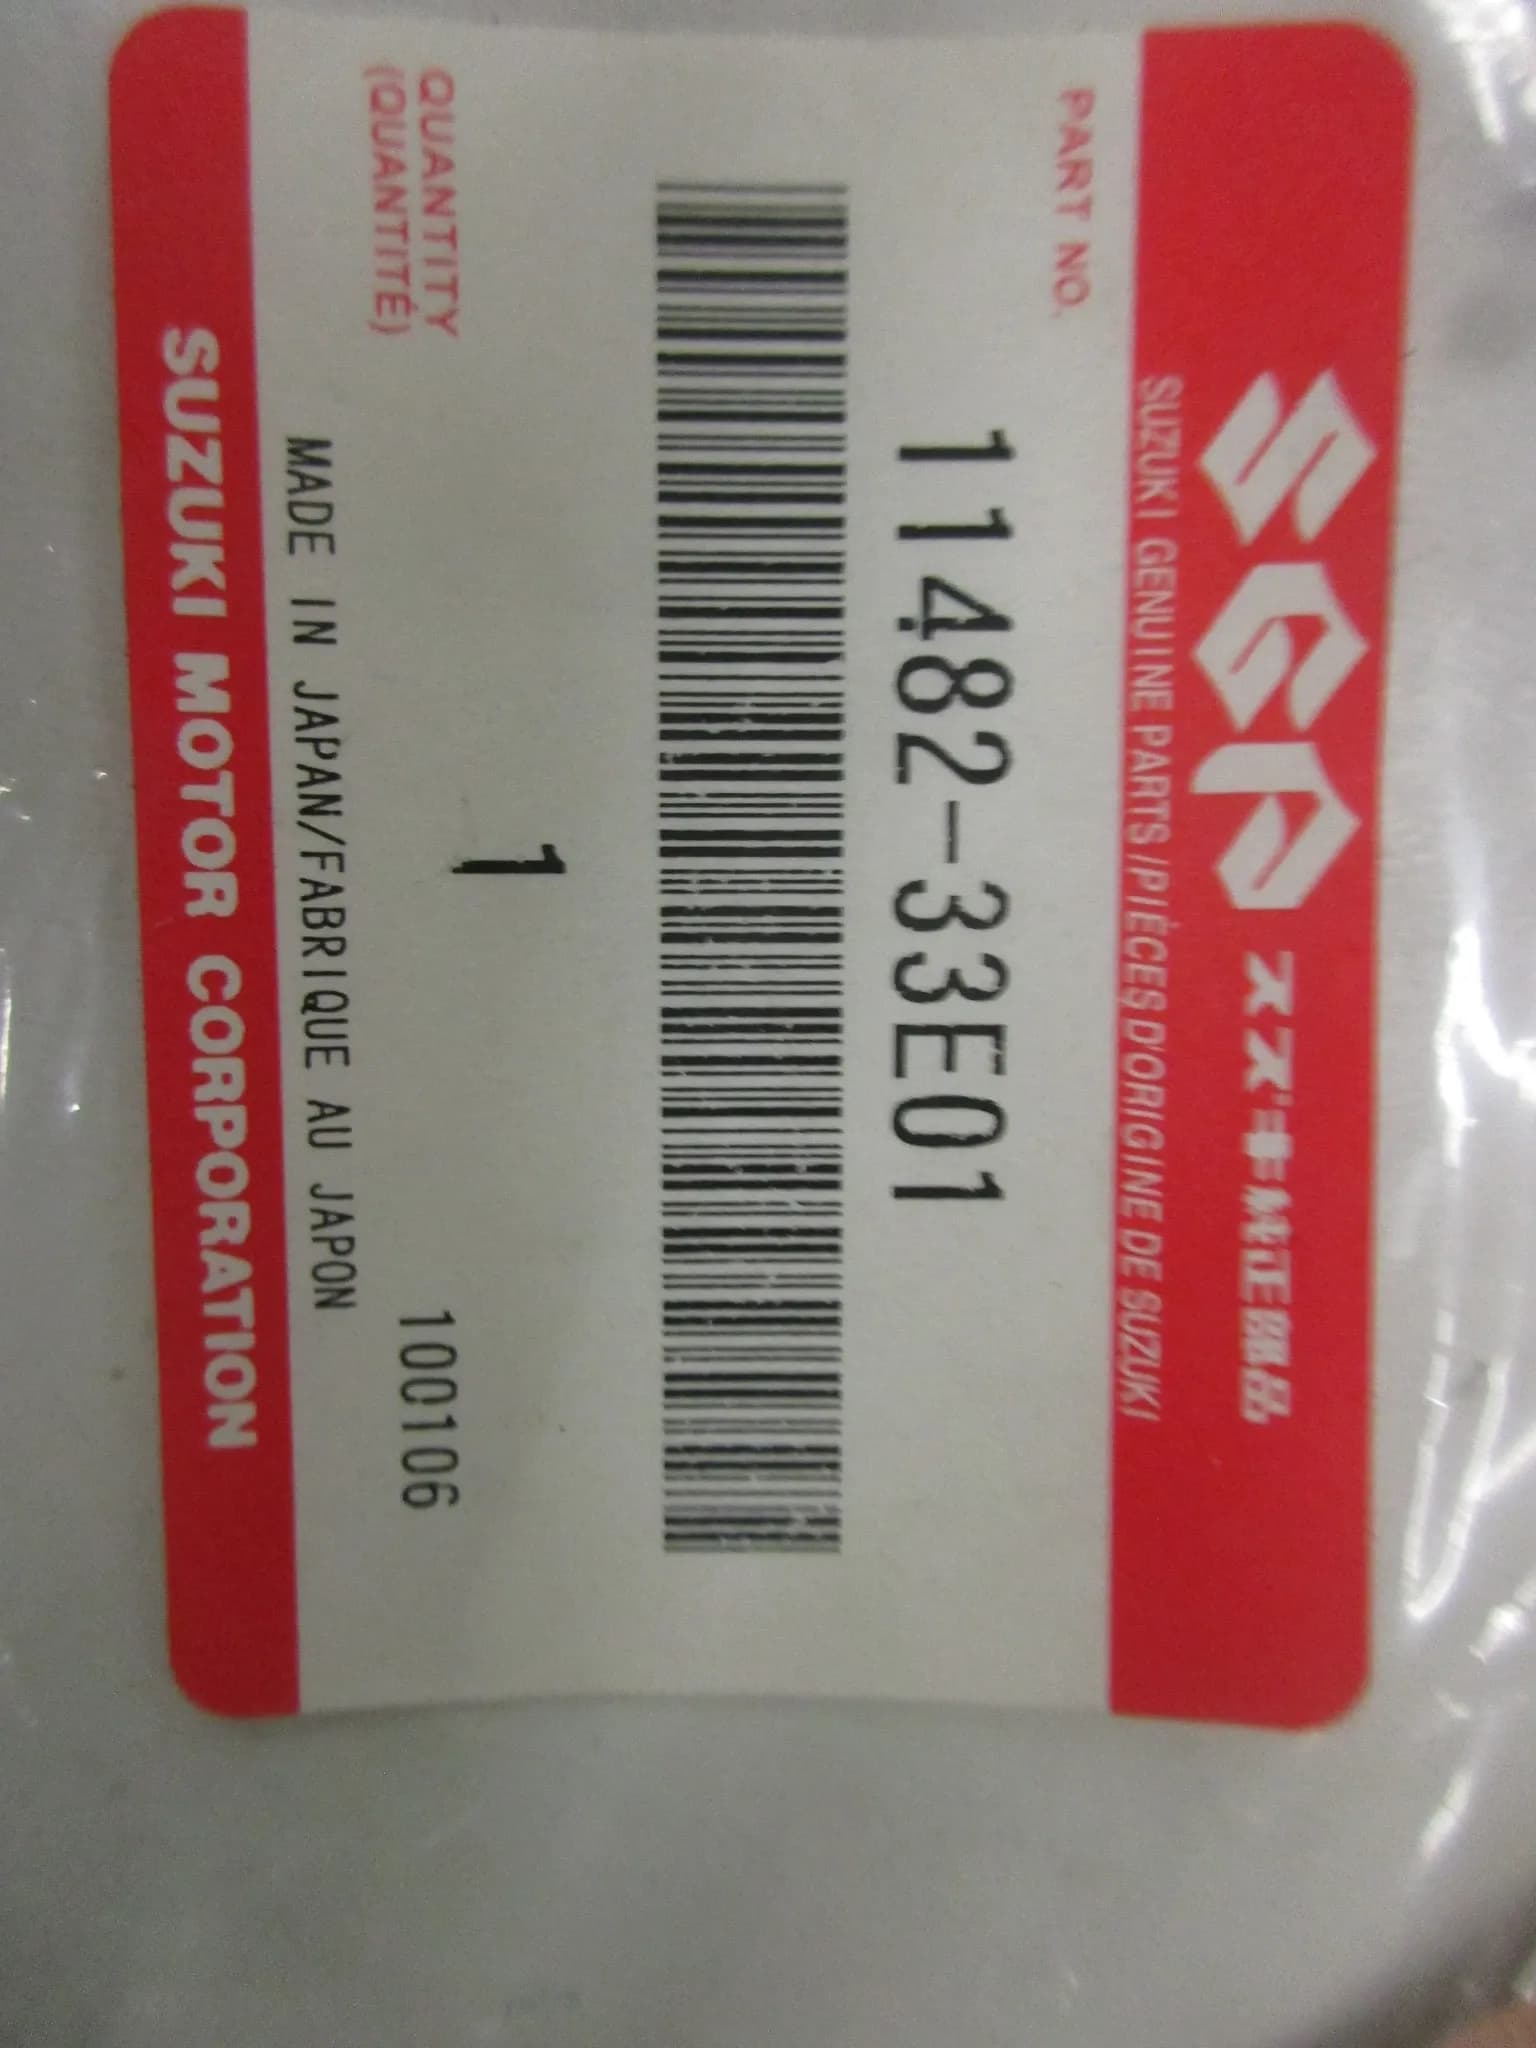 SGP スズキ純正部品
SUZUKI GENUINE PARTS/PIÈCES D'ORIGINE DE SUZUKI
PART NO.
11482-33E01
1
QUANTITY
(QUANTITÉ)
100106
MADE IN JAPAN/FABRIQUE AU JAPON
SUZUKI MOTOR CORPORATION